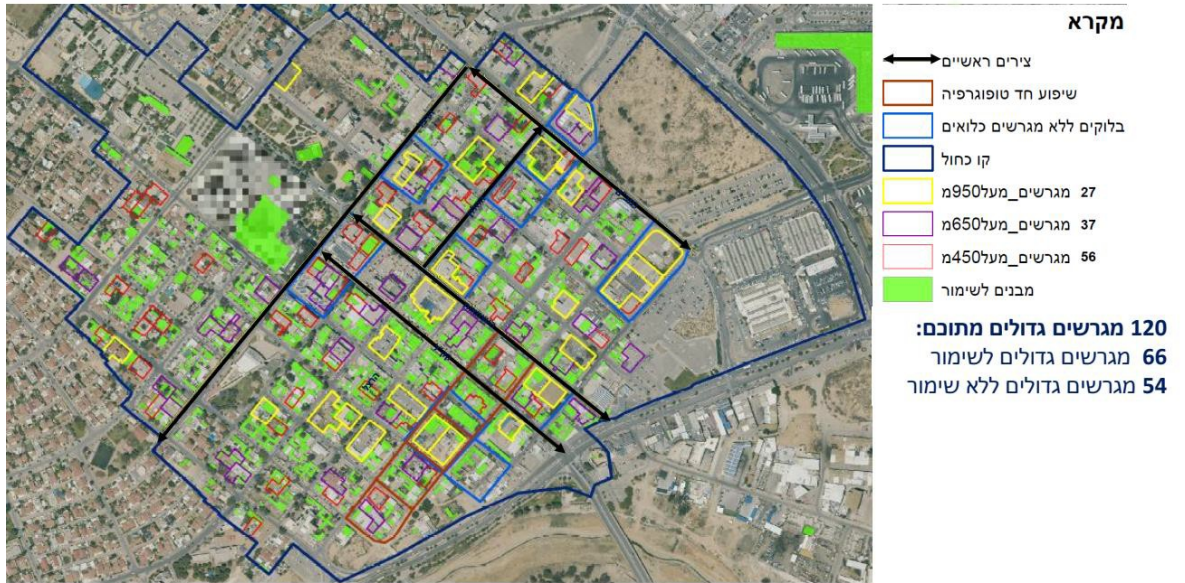 מקרא
צירים ראשיים
שיפוע חד טופוגרפיה
בלוקים ללא מגרשים כלואים
קו כחול
מגרשים_מעל950מ 27
מגרשים_מעל650מ 37
מגרשים_מעל450מ 56
מבנים לשימור
120 מגרשים גדולים מתוכם:
66 מגרשים גדולים לשימור
54 מגרשים גדולים ללא שימור